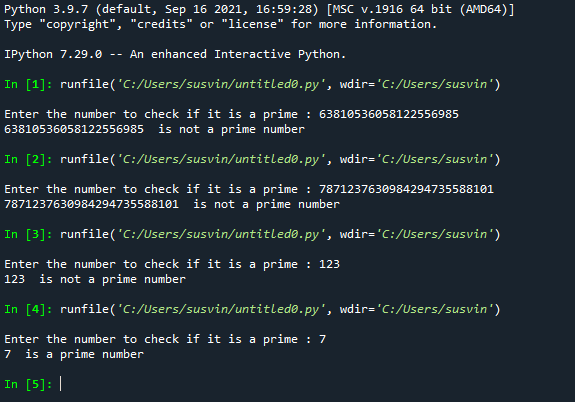 Python 3.9.7 (default, Sep 16 2021, 16:59:28) [MSC v.1916 64 bit (AMD64)]
Type "copyright", "credits" or "license" for more information.
IPython 7.29.0 -- An enhanced Interactive Python.
In [1]: runfile('C:/Users/susvin/untitled0.py', wdir='C:/Users/susvin')
Enter the number to check if it is a prime : 63810536058122556985
63810536058122556985  is not a prime number
In [2]: runfile('C:/Users/susvin/untitled0.py', wdir='C:/Users/susvin')
Enter the number to check if it is a prime : 7871237630984294735588101
7871237630984294735588101  is not a prime number
In [3]: runfile('C:/Users/susvin/untitled0.py', wdir='C:/Users/susvin')
Enter the number to check if it is a prime : 123
123  is not a prime number
In [4]: runfile('C:/Users/susvin/untitled0.py', wdir='C:/Users/susvin')
Enter the number to check if it is a prime : 7
7  is a prime number
In [5]: